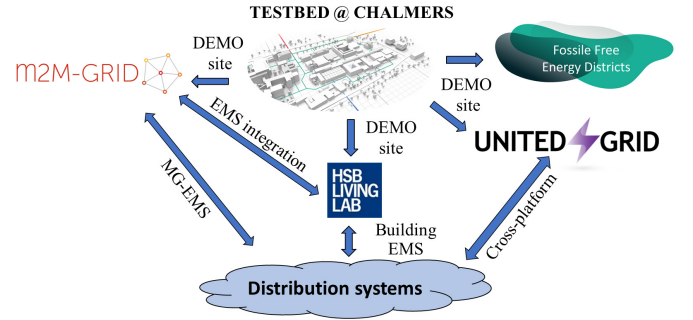 TESTBED @ CHALMERS
DEMO
site
m2M-GRID
Fossile Free
Energy Districts
DEMO
site
DEMO
site
UNITED GRID
EMS integration
HSB
LIVING
LAB
MG-EMS
Building
EMS
Cross-platform
Distribution systems